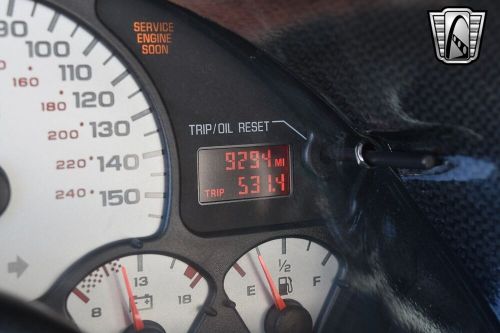 SERVICE
ENGINE
SOON
90
100
110
120
130
140
150
160
180
200
220
240
TRIP/OIL RESET
9294 MI
TRIP 531.4
8 13 18
E 1/2 F